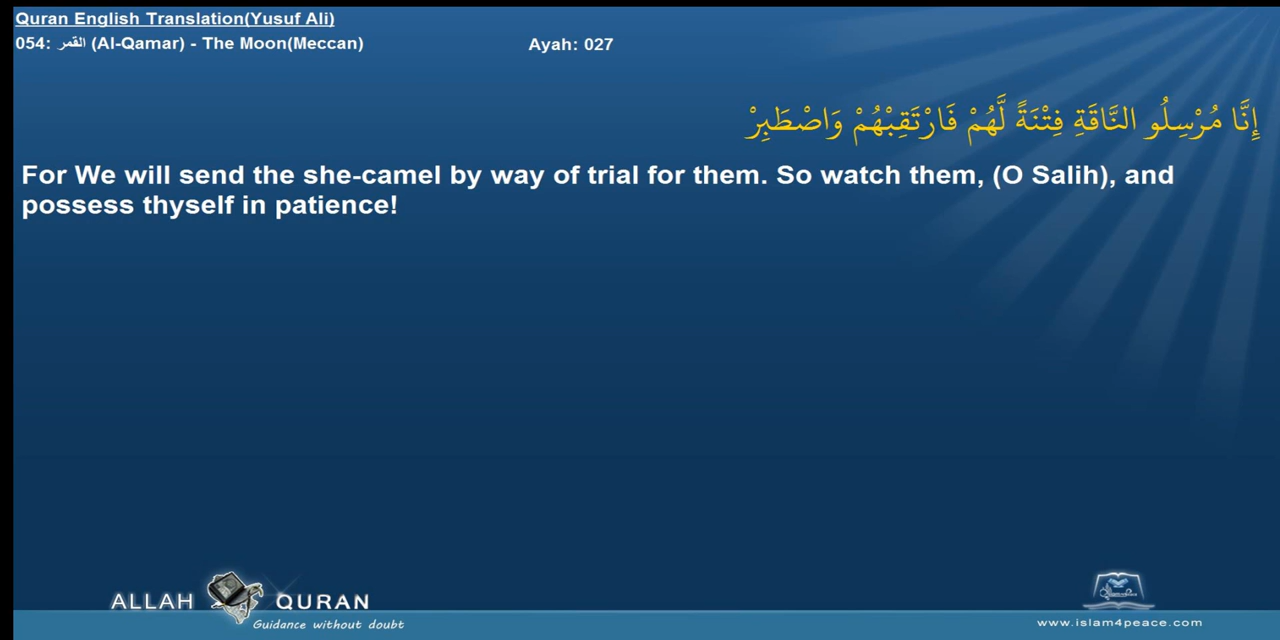 Quran English Translation(Yusuf Ali)
054: القمر (Al-Qamar) - The Moon(Meccan)
Ayah: 027
إِنَّا مُرْسِلُو النَّاقَةِ فِتْنَةً لَّهُمْ فَارْتَقِبْهُمْ وَاصْطَبِرْ
For We will send the she-camel by way of trial for them. So watch them, (O Salih), and
possess thyself in patience!
ALLAH QURAN
Guidance without doubt
www.islam4peace.com